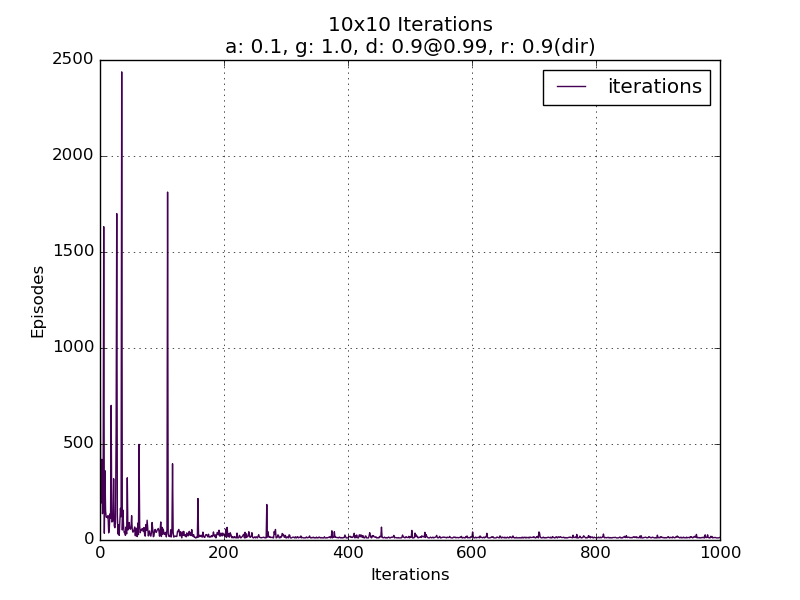 10x10 Iterations
a: 0.1, g: 1.0, d: 0.9@0.99, r: 0.9(dir)
iterations
2500
2000
1500
1000
500
0
Episodes
0 200 400 600 800 1000
Iterations